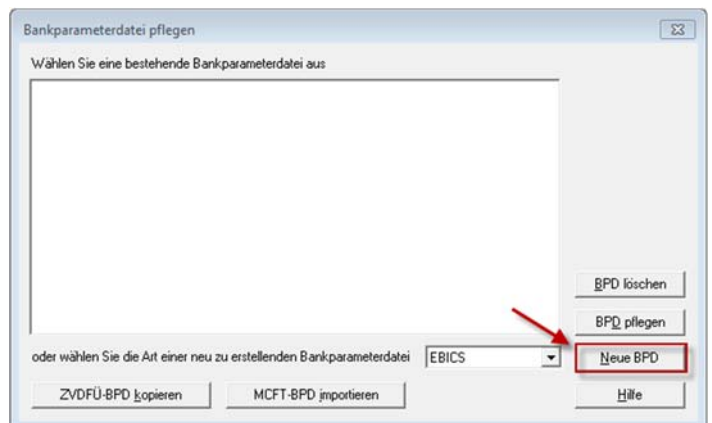 Bankparameterdatei pflegen
Wählen Sie eine bestehende Bankparameterdatei aus
BPD löschen
BPD pflegen
oder wählen Sie die Art einer neu zu erstellenden Bankparameterdatei EBICS Neue BPD
ZVDFÜ-BPD kopieren MCFT-BPD importieren Hilfe